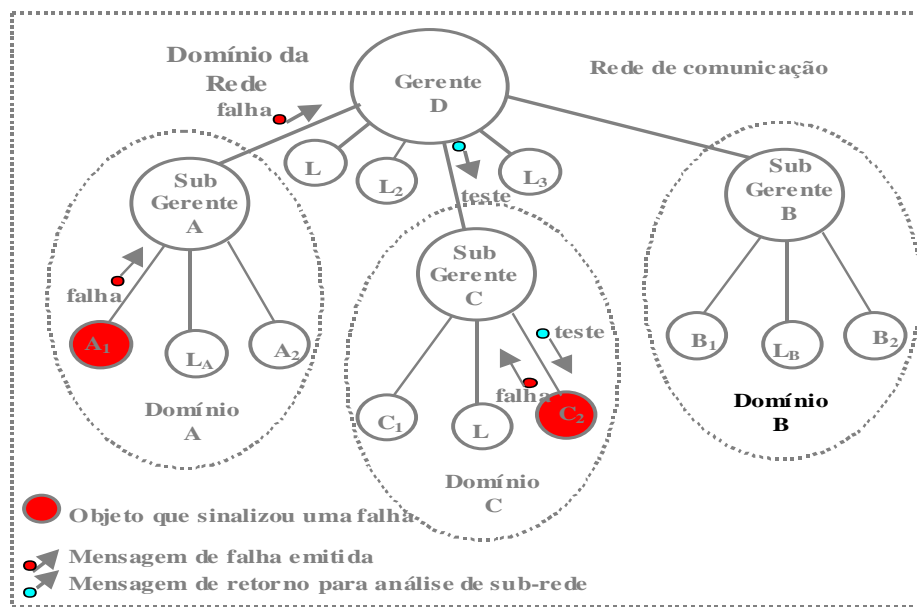 Domínio da
Rede
falha
Gerente
D
Rede de comunicação
L
L2
teste
L3
Sub
Gerente
A
falha
A1
LA
A2
Domínio
A
Sub
Gerente
C
teste
falha
C1
L
C2
Domínio
C
Sub
Gerente
B
B1
LB
B2
Domínio
B
Objeto que sinalizou uma falha
Mensagem de falha emitida
Mensagem de retorno para análise de sub-rede